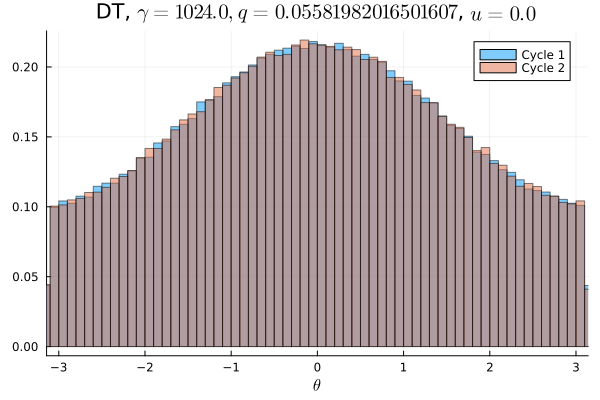 DT, γ = 1024.0, q = 0.05581982016501607, u = 0.0
Cycle 1
Cycle 2
0.20
0.15
0.10
0.05
0.00
−3 −2 −1 0 1 2 3
θ